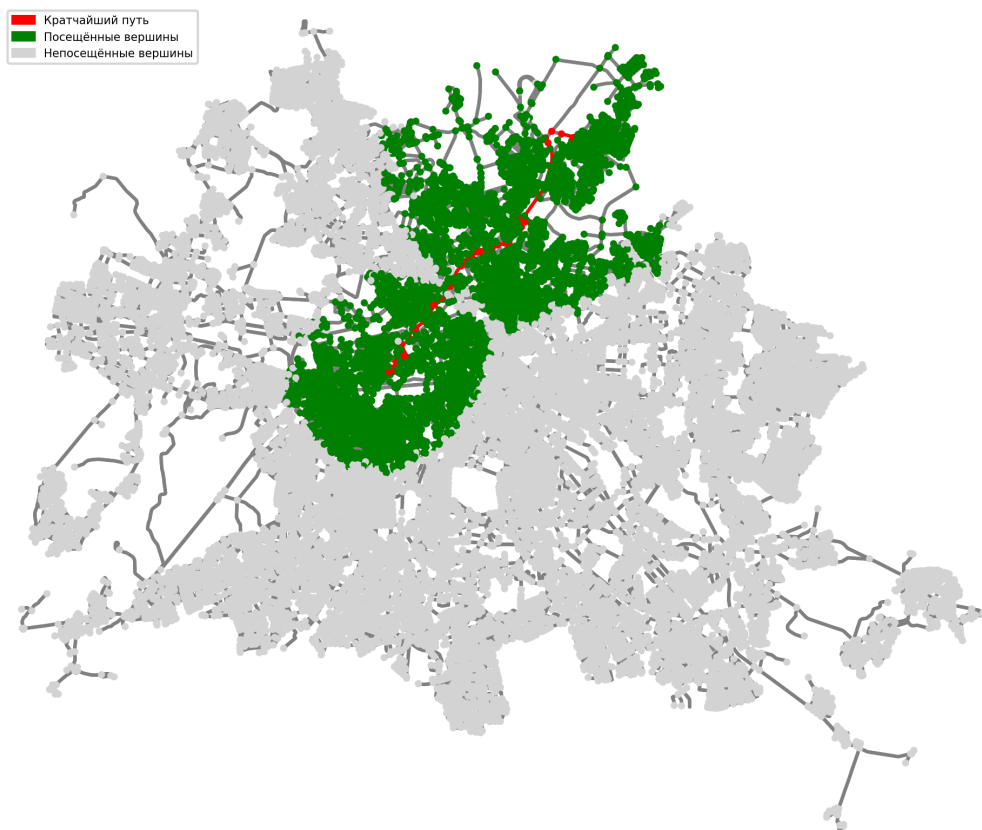 Кратчайший путь
Посещённые вершины
Непосещённые вершины